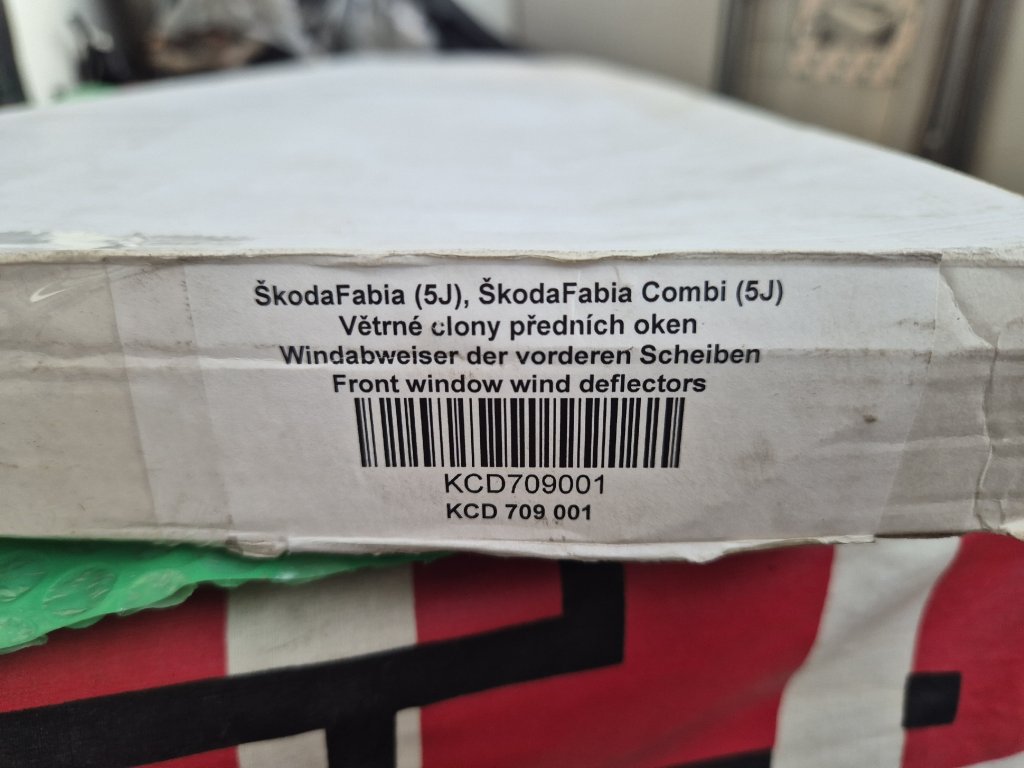 ŠkodaFabia (5J), ŠkodaFabia Combi (5J)
Větrné clony předních oken
Windabweiser der vorderen Scheiben
Front window wind deflectors
KCD709001
KCD 709 001